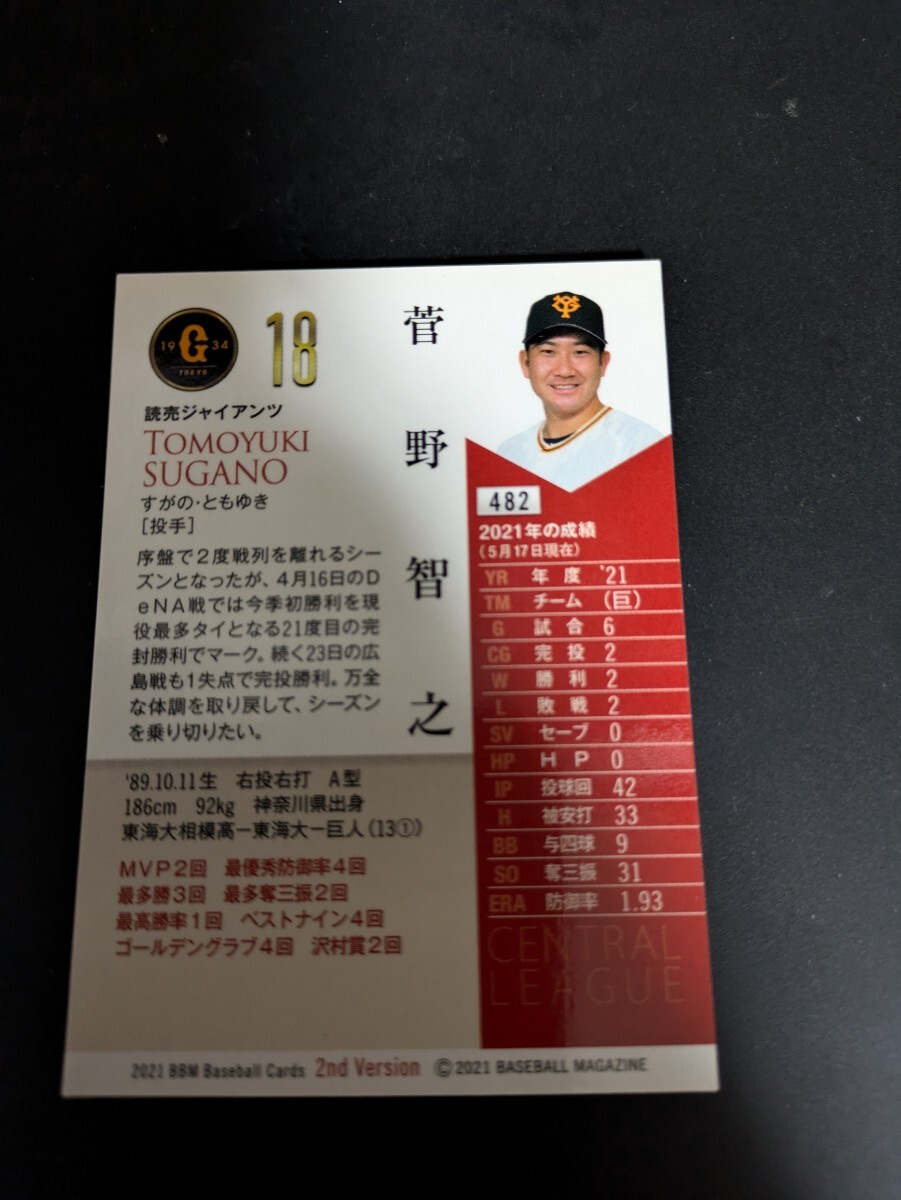 19 G 34
TOKYO
18
読売ジャイアンツ
TOMOYUKI
SUGANO
すがの・ともゆき
[投手]
菅野智之
YG
序盤で2度戦列を離れるシー
ズンとなったが、4月16日のD
eNA戦では今季初勝利を現
役最多タイとなる21度目の完
封勝利でマーク。続く23日の広
島戦も1失点で完投勝利。万全
な体調を取り戻して、シーズン
を乗り切りたい。
'89.10.11生 右投右打 A型
186cm 92kg 神奈川県出身
東海大相模高ー東海大ー巨人(13①)
MVP2回 最優秀防御率4回
最多勝3回 最多奪三振2回
最高勝率1回 ベストナイン4回
ゴールデングラブ4回 沢村賞2回
482
2021年の成績
(5月17日現在)
YR 年度 '21
TM チーム (巨)
G 試合 6
CG 完投 2
W 勝利 2
L 敗戦 2
SV セーブ 0
HP HP 0
IP 投球回 42
H 被安打 33
BB 与四球 9
SO 奪三振 31
ERA 防御率 1.93
CENTRAL
LEAGUE
2021 BBM Baseball Cards 2nd Version ©2021 BASEBALL MAGAZINE